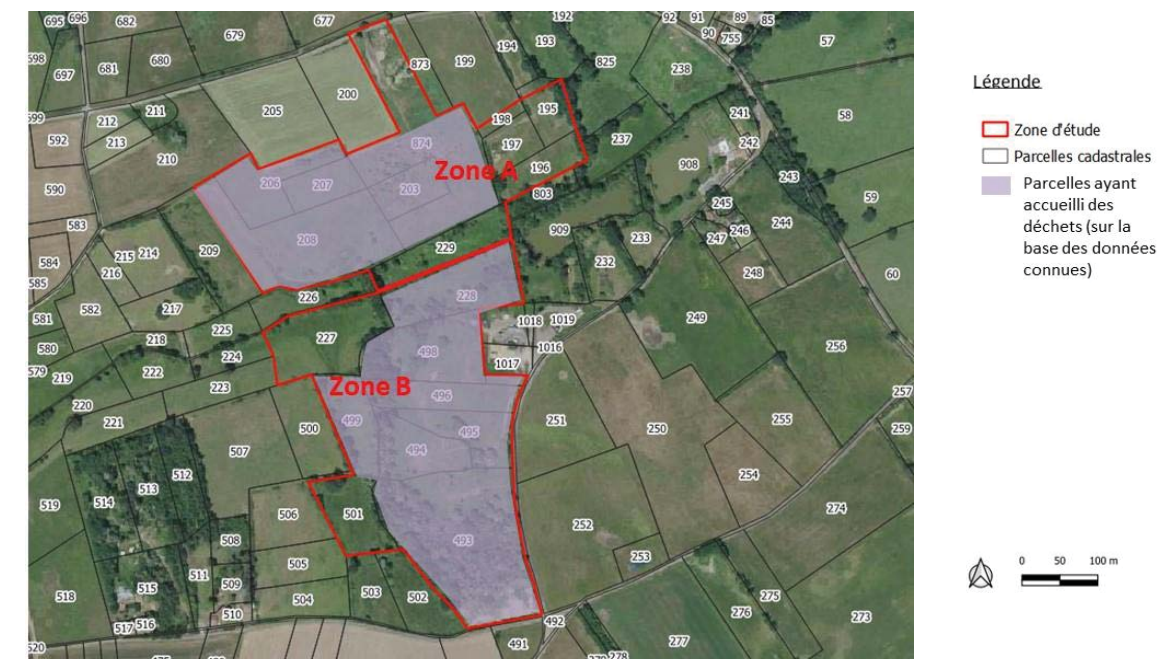 695 696 682 677 192 92 91 89 85
679 194 193 90 755 57
698 697 681 680 873 199 825 238
200
211 205 195 241 58
699 212 198
592 213 874 197 237 242
210 196 908 243
Zone A
590 206 207 203 803 59
583 208 909 245 244
209 229 233 247 246
215 214 232 248 60
584 216
585 226 228
582 217 1018 1019 249
581 225 227
580 218 224 498 1016 256
1017
579 219 222 223 Zone B 496 257
220 499
221 500 495 251 250 255 259
507 494
512 254
519 514 513 506 501 252 274
508 493
505 253
511
518 515 509 504 503 502 275
510 492 276 273
517 516 491 277
520 279 278
Légende
Zone d'étude
Parcelles cadastrales
Parcelles ayant
accueilli des
déchets (sur la
base des données
connues)
0 50 100 m